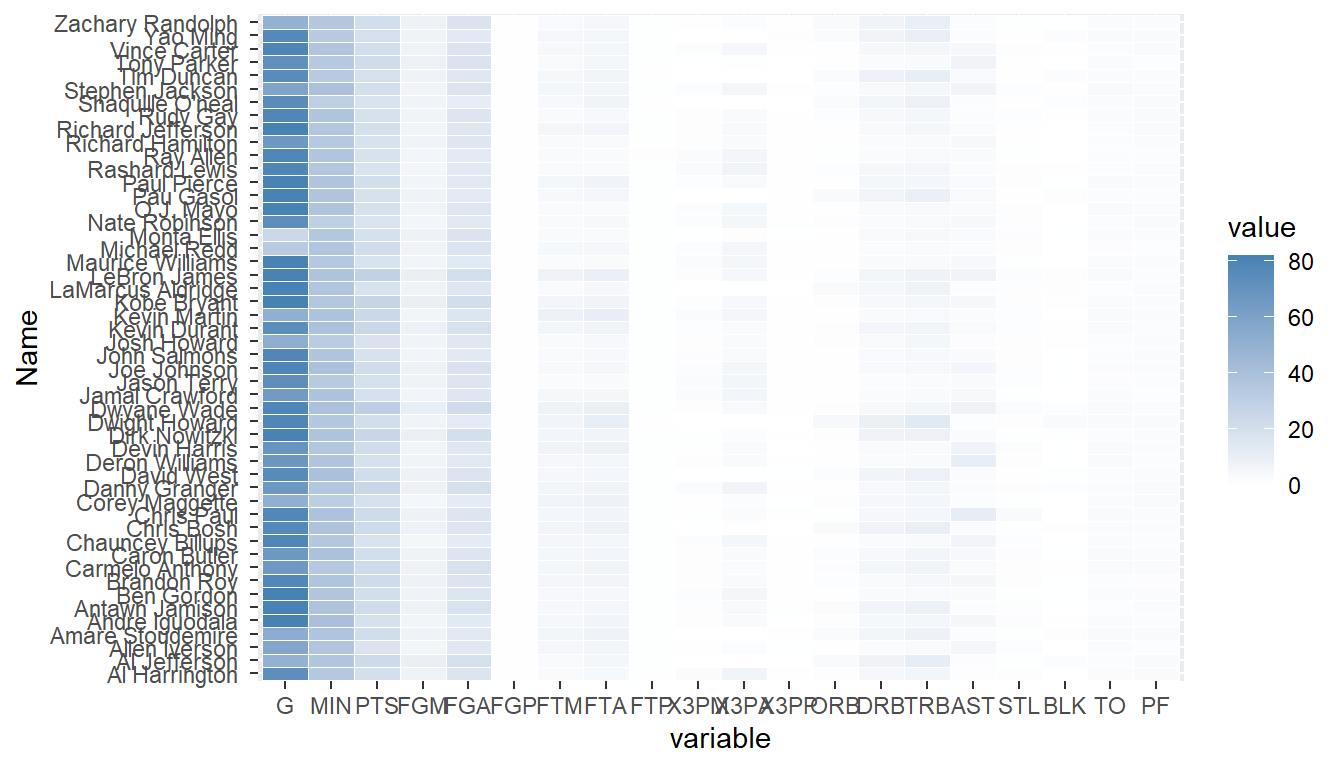 Zachary Randolph
Yao Ming
Vince Carter
Tony Parker
Tim Duncan
Stephen Jackson
Shaquille O'neal
Rudy Gay
Richard Jefferson
Richard Hamilton
Ray Allen
Rashard Lewis
Paul Pierce
Pau Gasol
O.J. Mayo
Nate Robinson
Monta Ellis
Michael Redd
Maurice Williams
LeBron James
LaMarcus Aldridge
Kobe Bryant
Kevin Martin
Kevin Durant
Josh Howard
John Salmons
Joe Johnson
Jason Terry
Jamal Crawford
Dwyane Wade
Dwight Howard
Dirk Nowitzki
Devin Harris
Deron Williams
David West
Danny Granger
Corey Maggette
Chris Paul
Chris Bosh
Chauncey Billups
Caron Butler
Carmelo Anthony
Brandon Roy
Ben Gordon
Antawn Jamison
Andre Iguodala
Amare Stoudemire
Allen Iverson
Al Jefferson
Al Harrington
Name
G MIN PTS FGM FGA FGP FTM FTA FTP X3PM X3PA X3PP ORB DRB TRB AST STL BLK TO PF
variable
value
80
60
40
20
0